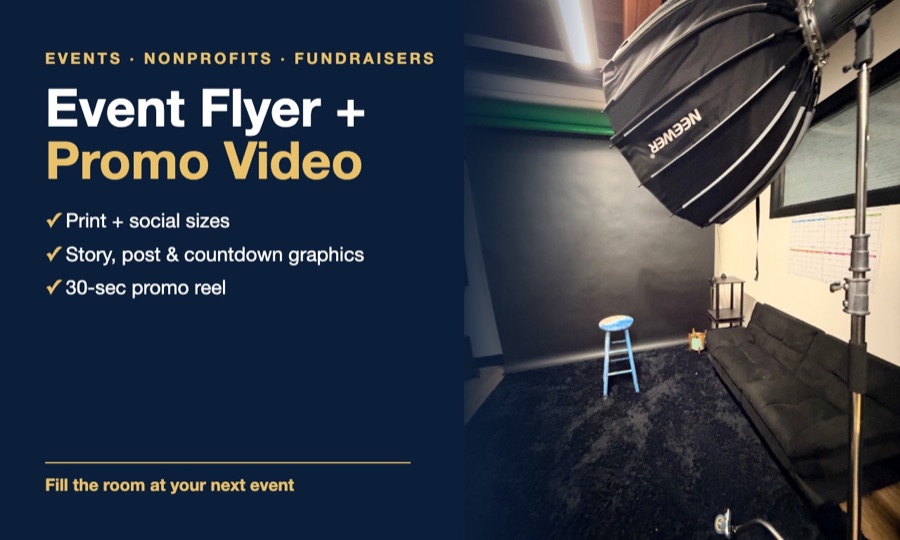 EVENTS · NONPROFITS · FUNDRAISERS
Event Flyer +
Promo Video
✓ Print + social sizes
✓ Story, post & countdown graphics
✓ 30-sec promo reel
Fill the room at your next event
NEEWER®